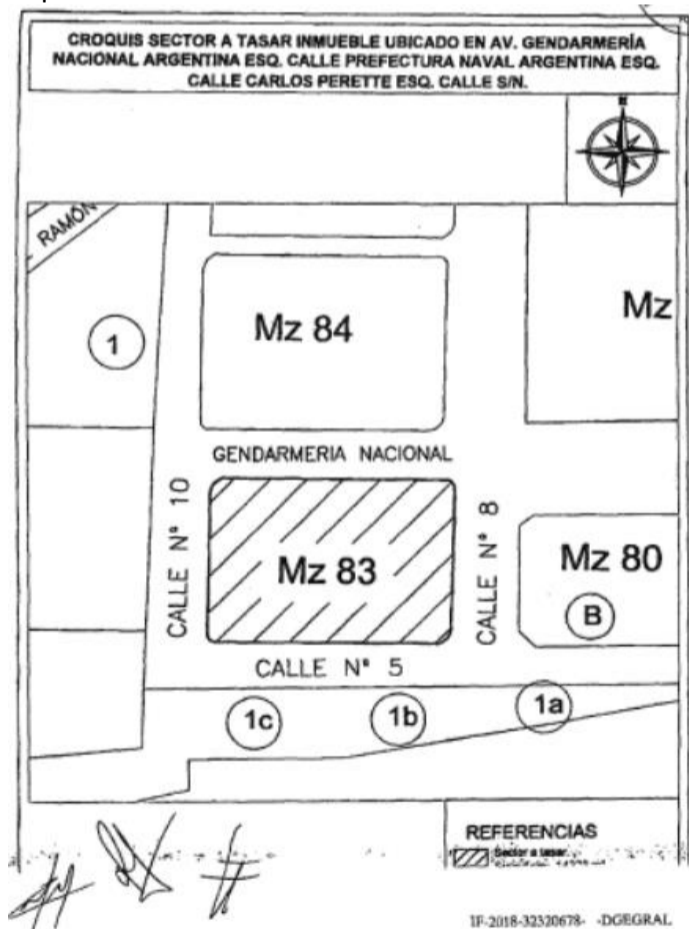 CROQUIS SECTOR A TASAR INMUEBLE UBICADO EN AV. GENDARMERÍA
NACIONAL ARGENTINA ESQ. CALLE PREFECTURA NAVAL ARGENTINA ESQ.
CALLE CARLOS PERETTE ESQ. CALLE S/N.
N
RAMÓN
Mz 84
Mz
1
GENDARMERIA NACIONAL
CALLE Nº 10
Mz 83
CALLE Nº 8
Mz 80
B
CALLE Nº 5
1c
1b
1a
REFERENCIAS
Sector a tasar
IF-2018-32320678- -DGEGRAL